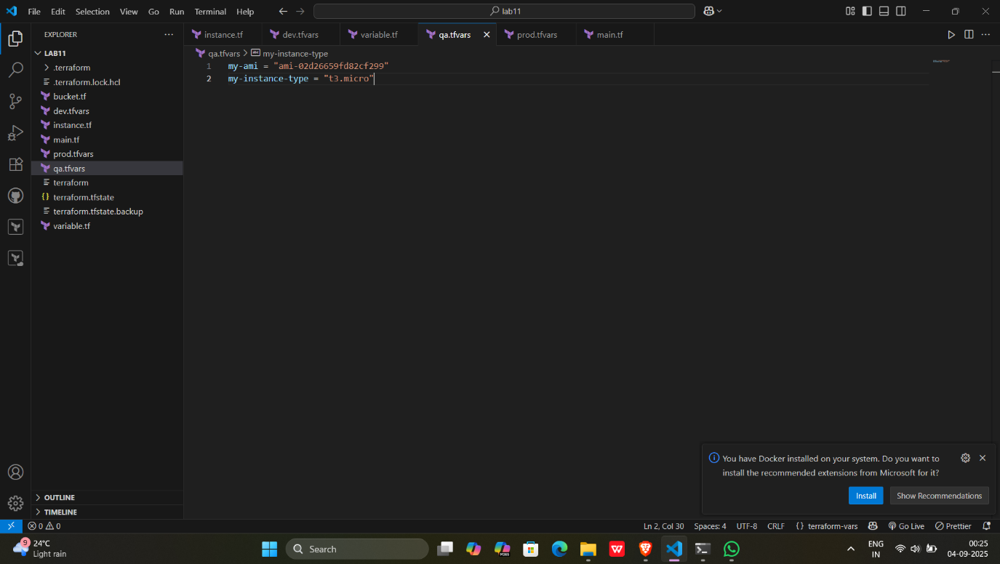 File Edit Selection View Go Run Terminal Help
lab11
EXPLORER
instance.tf
dev.tfvars
variable.tf
qa.tfvars
prod.tfvars
main.tf
LAB11
.terraform
.terraform.lock.hcl
bucket.tf
dev.tfvars
instance.tf
main.tf
prod.tfvars
qa.tfvars
terraform
terraform.tfstate
terraform.tfstate.backup
variable.tf
OUTLINE
TIMELINE
qa.tfvars > abc my-instance-type
1 my-ami = "ami-02d26659fd82cf299"
2 my-instance-type = "t3.micro"
You have Docker installed on your system. Do you want to
install the recommended extensions from Microsoft for it?
Install
Show Recommendations
0 0
Ln 2, Col 30 Spaces: 4 UTF-8 CRLF {} terraform-vars Go Live Prettier
9
24°C
Light rain
Search
M365
W
ENG
IN
00:25
04-09-2025